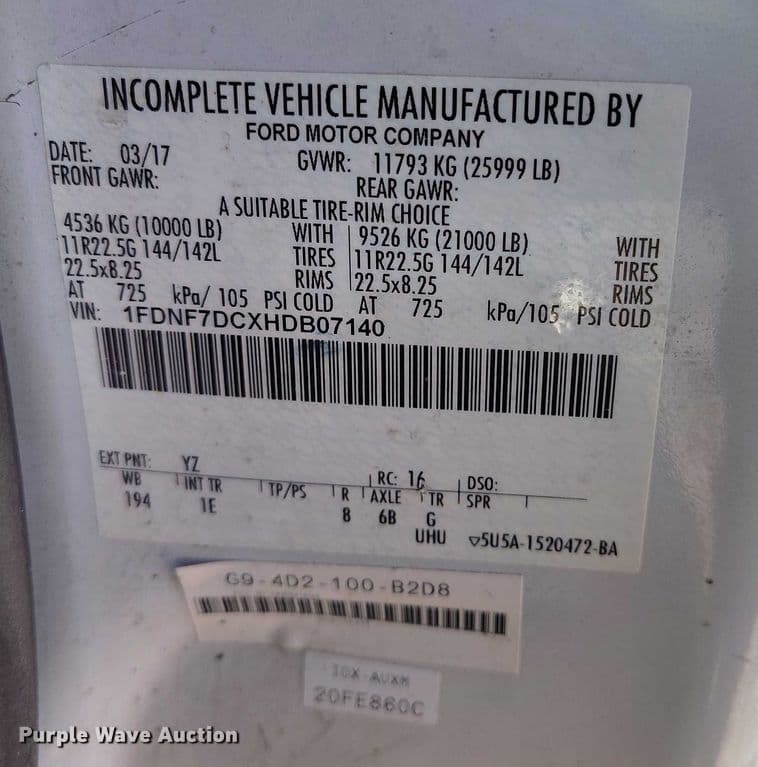 INCOMPLETE VEHICLE MANUFACTURED BY
FORD MOTOR COMPANY
DATE: 03/17 GVWR: 11793 KG (25999 LB)
FRONT GAWR: REAR GAWR:
A SUITABLE TIRE-RIM CHOICE
4536 KG (10000 LB) WITH 9526 KG (21000 LB) WITH
11R22.5G 144/142L TIRES 11R22.5G 144/142L TIRES
22.5x8.25 RIMS 22.5x8.25 RIMS
AT 725 kPa/ 105 PSI COLD AT 725 kPa/105 PSI COLD
VIN: 1FDNF7DCXHDB07140
EXT PNT: YZ RC: 16 DSO:
WB INT TR TP/PS R AXLE TR SPR
194 1E 8 6B G
UHU ▽5U5A-1520472-BA
G9-4D2-100-B2D8
20FE860C
Purple Wave Auction